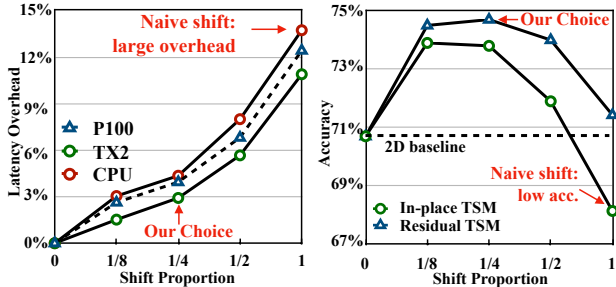 15%
12%
9%
6%
3%
0%
Latency Overhead
Naive shift:
large overhead
P100
TX2
CPU
Our Choice
0
1/8
1/4
1/2
1
Shift Proportion
75%
73%
71%
69%
67%
Accuracy
Our Choice
2D baseline
Naive shift:
low acc.
In-place TSM
Residual TSM
0
1/8
1/4
1/2
1
Shift Proportion